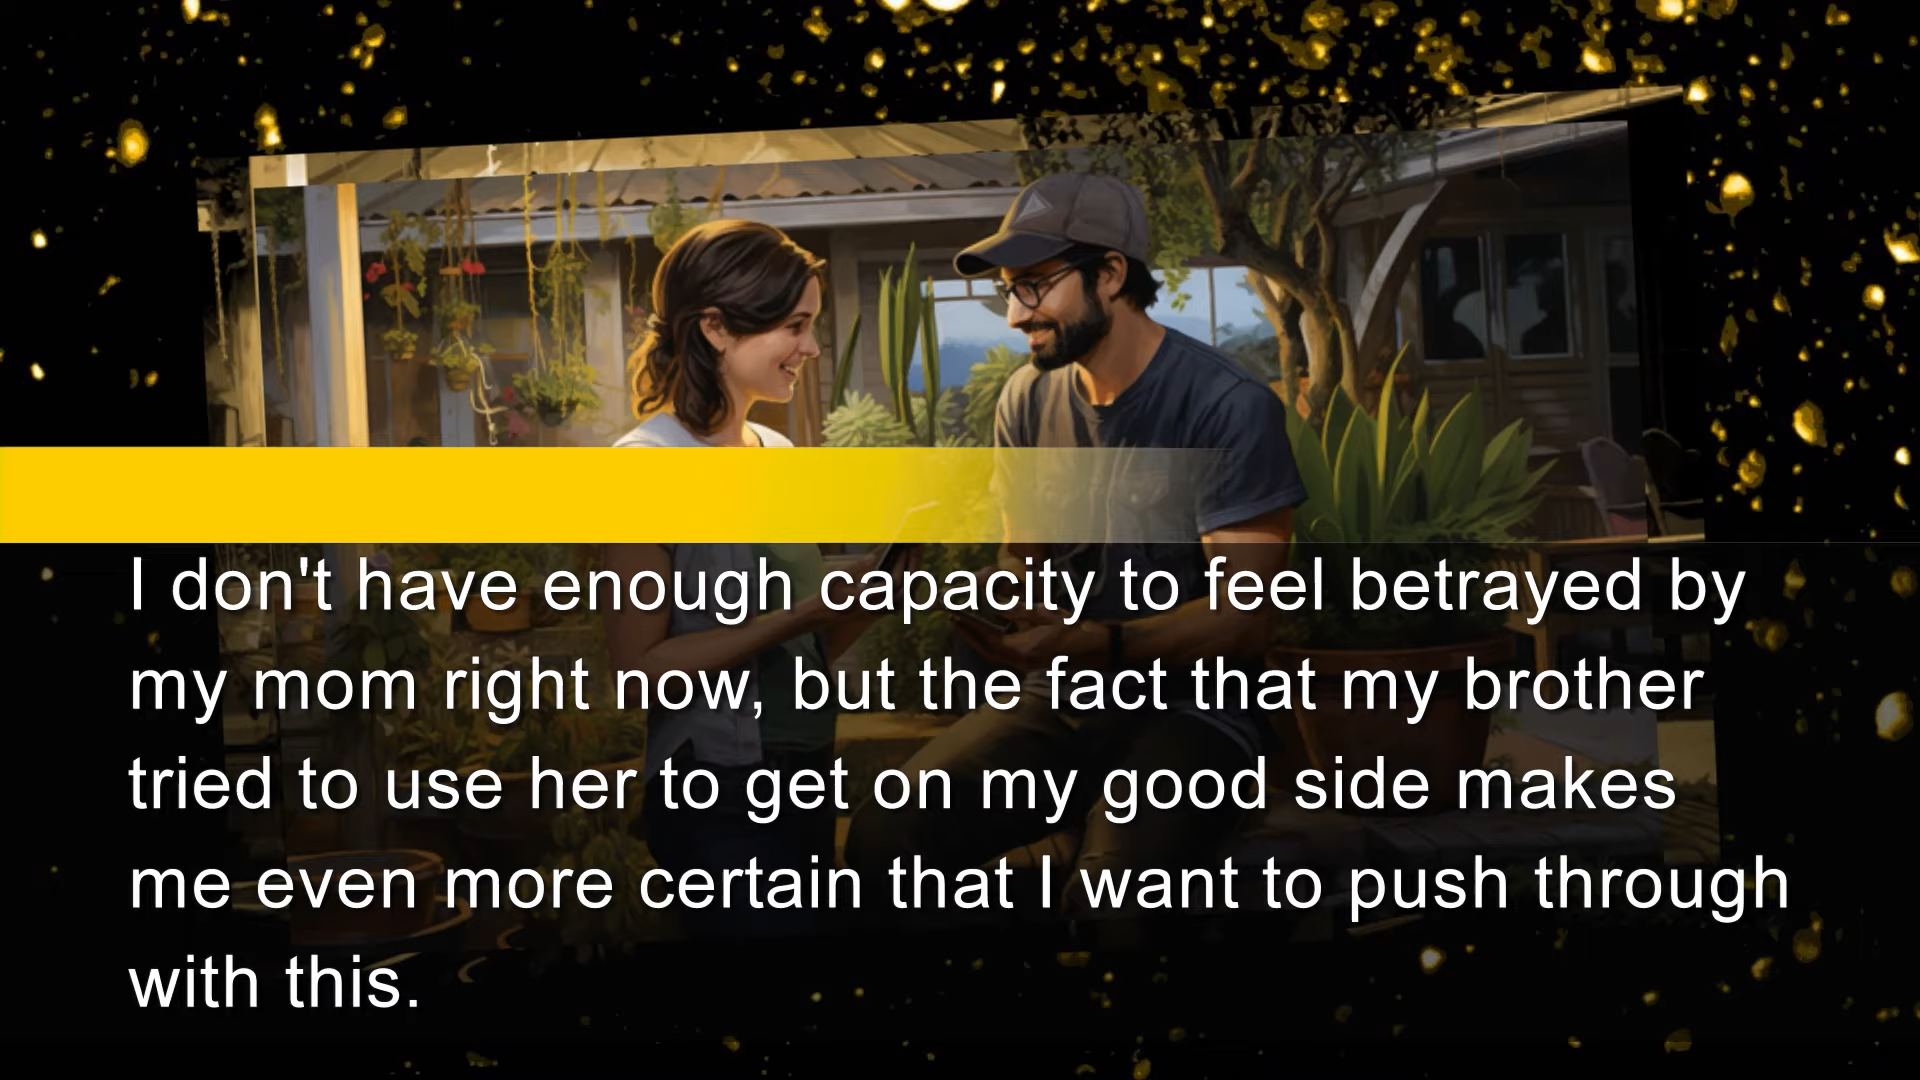 I don't have enough capacity to feel betrayed by
my mom right now, but the fact that my brother
tried to use her to get on my good side makes
me even more certain that I want to push through
with this.